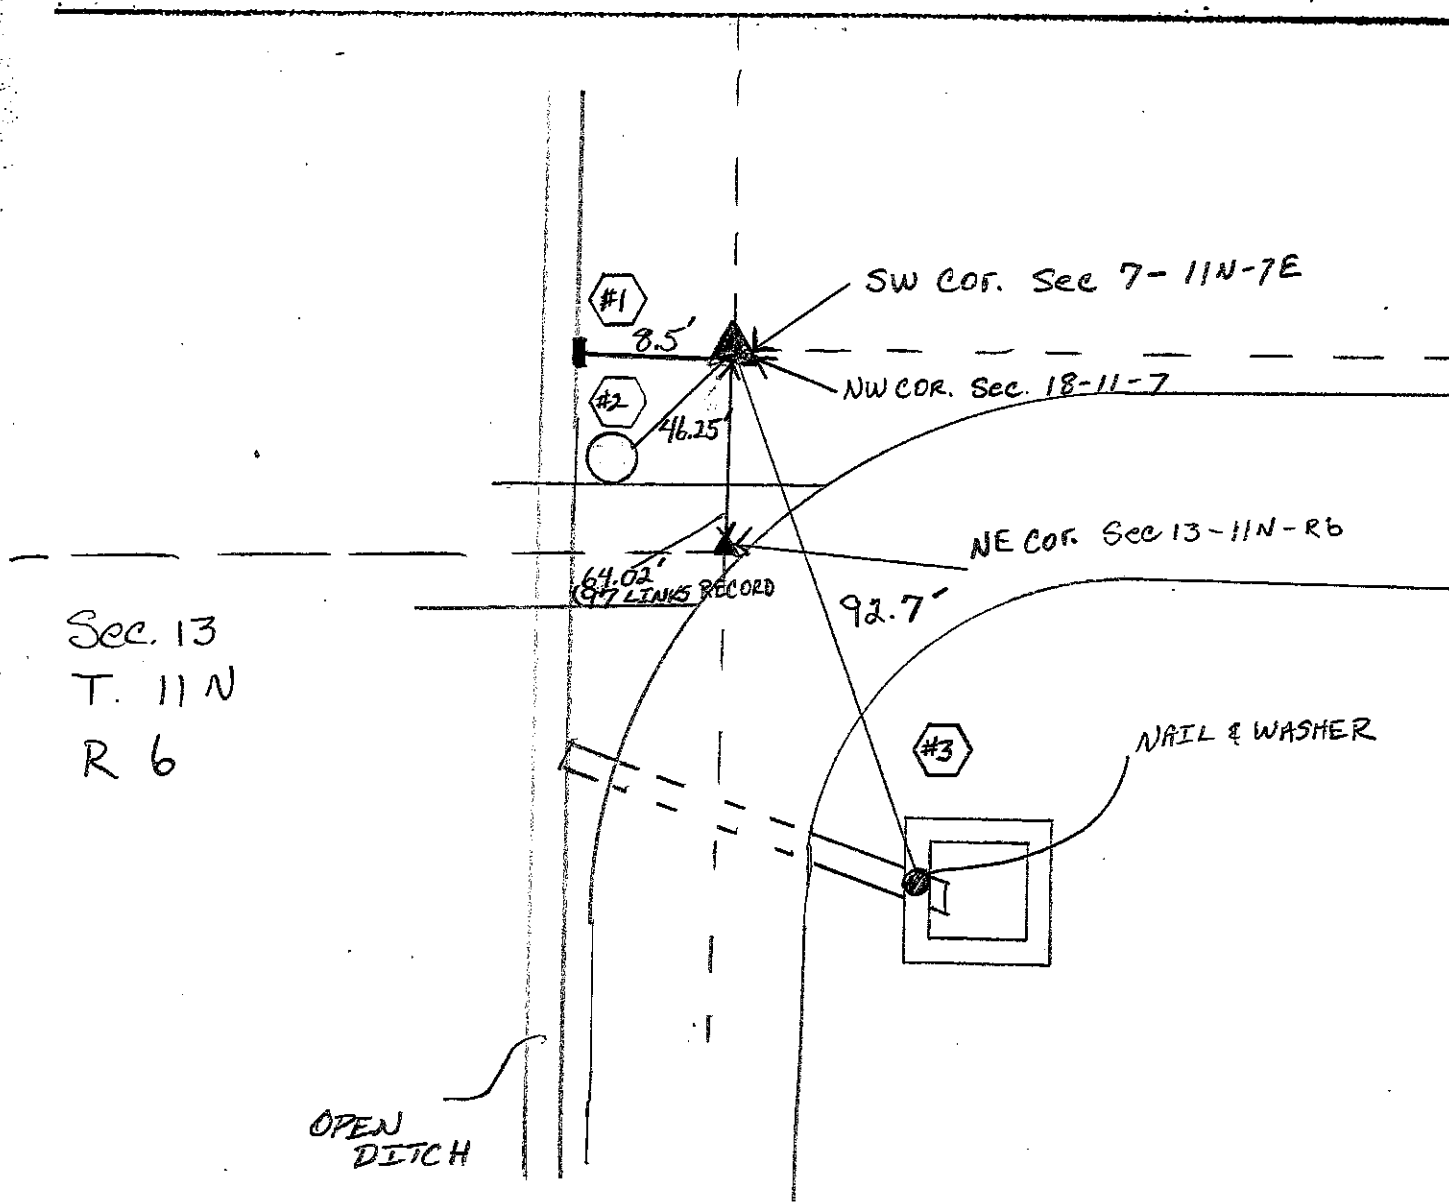 SW Cor. Sec 7-11N-7E
#1
8.5'
NW COR. Sec. 18-11-7
#2
46.25'
NE Cor. Sec 13-11N-R6
64.02'
(97 LINKS RECORD
92.7'
Sec. 13
T. 11 N
R 6
#3
NAIL & WASHER
OPEN
DITCH